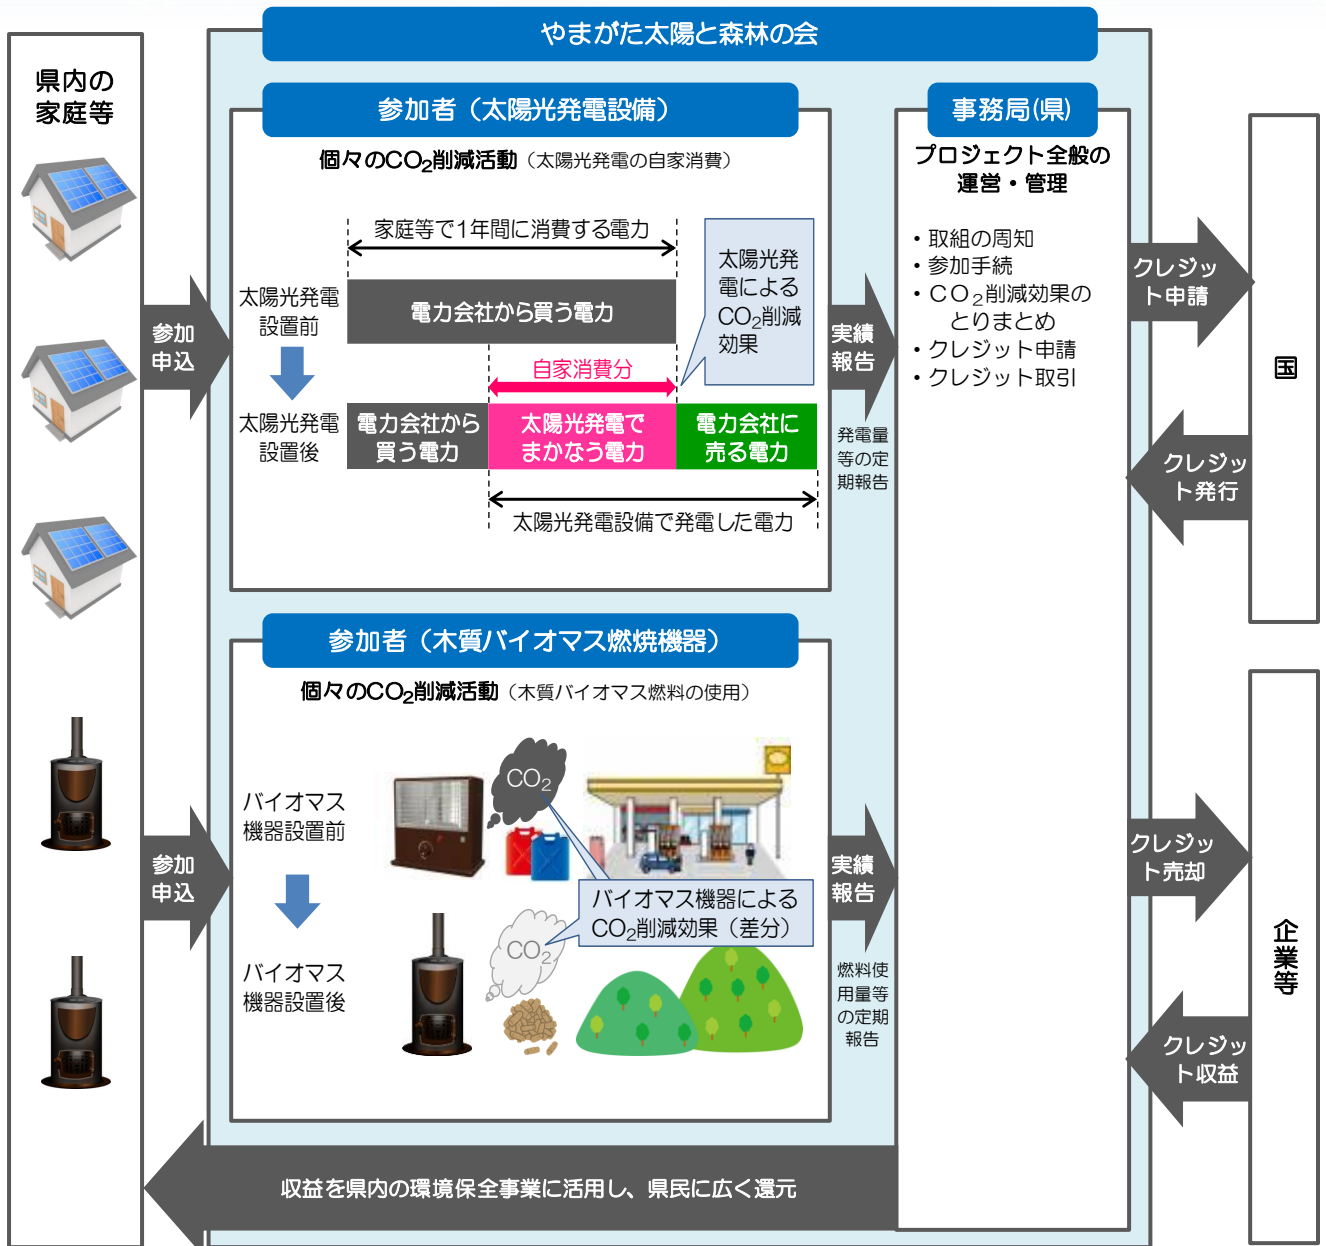 やまがた太陽と森林の会
県内の
家庭等
参加者（太陽光発電設備）
個々のCO₂削減活動（太陽光発電の自家消費）
家庭等で1年間に消費する電力
太陽光発電
設置前
電力会社から買う電力
太陽光発
電による
CO₂削減
効果
自家消費分
太陽光発電
設置後
電力会社から
買う電力
太陽光発電で
まかなう電力
電力会社に
売る電力
太陽光発電設備で発電した電力
参加
申込
実績
報告
発電量
等の定
期報告
事務局(県)
プロジェクト全般の
運営・管理
・取組の周知
・参加手続
・ＣＯ₂削減効果の
とりまとめ
・クレジット申請
・クレジット取引
クレジッ
ト申請
国
クレジッ
ト発行
参加者（木質バイオマス燃焼機器）
個々のCO₂削減活動（木質バイオマス燃料の使用）
バイオマス
機器設置前
CO₂
バイオマス機器による
CO₂削減効果（差分）
CO₂
バイオマス
機器設置後
参加
申込
実績
報告
燃料使
用量等
の定期
報告
クレジッ
ト売却
企業等
クレジッ
ト収益
収益を県内の環境保全事業に活用し、県民に広く還元